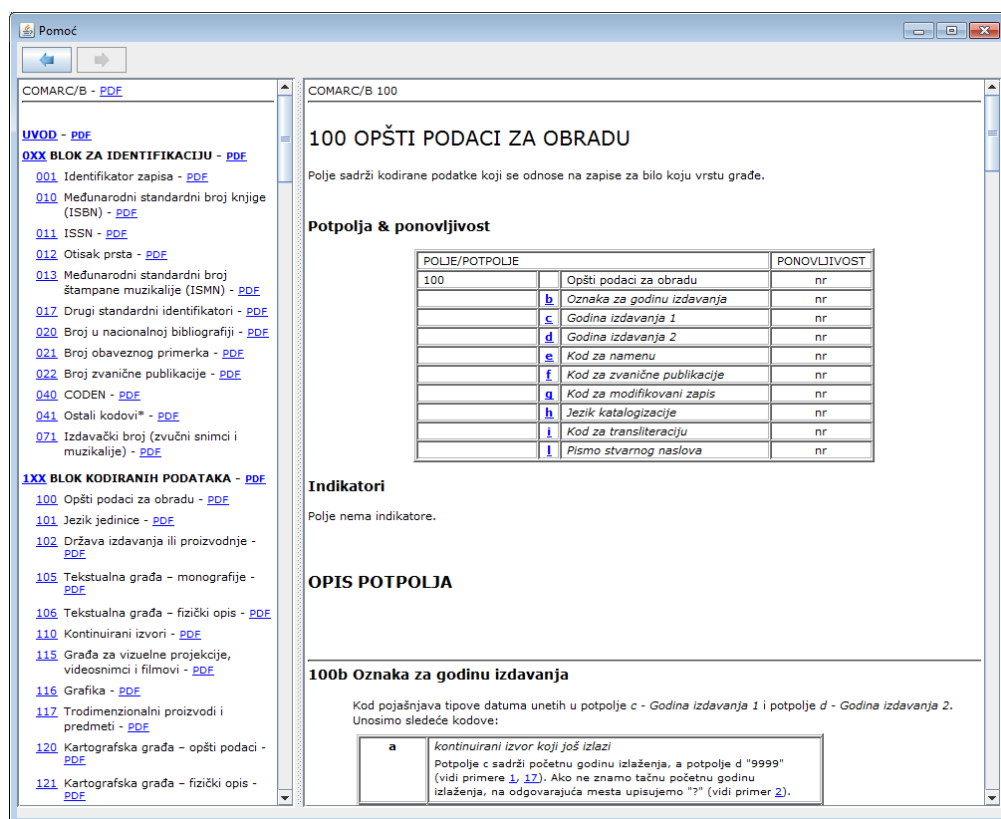 Pomoć
COMARC/B - PDF
UVOD - PDF
0XX BLOK ZA IDENTIFIKACIJU - PDF
001 Identifikator zapisa - PDF
010 Međunarodni standardni broj knjige
(ISBN) - PDF
011 ISSN - PDF
012 Otisak prsta - PDF
013 Međunarodni standardni broj
štampane muzikalije (ISMN) - PDF
017 Drugi standardni identifikatori - PDF
020 Broj u nacionalnoj bibliografiji - PDF
021 Broj obaveznog primerka - PDF
022 Broj zvanične publikacije - PDF
040 CODEN - PDF
041 Ostali kodovi* - PDF
071 Izdavački broj (zvučni snimci i
muzikalije) - PDF
1XX BLOK KODIRANIH PODATAKA - PDF
100 Opšti podaci za obradu - PDF
101 Jezik jedinice - PDF
102 Država izdavanja ili proizvodnje -
PDF
105 Tekstualna građa – monografije -
PDF
106 Tekstualna građa – fizički opis - PDF
110 Kontinuirani izvori - PDF
115 Građa za vizuelne projekcije,
videosnimci i filmovi - PDF
116 Grafika - PDF
117 Trodimenzionalni proizvodi i
predmeti - PDF
120 Kartografska građa – opšti podaci -
PDF
121 Kartografska građa – fizički opis -
PDF
COMARC/B 100
100 OPŠTI PODACI ZA OBRADU
Polje sadrži kodirane podatke koji se odnose na zapise za bilo koju vrstu građe.
Potpolja & ponovljivost
POLJE/POTPOLJE PONOVLJIVOST
100 Opšti podaci za obradu nr
b Oznaka za godinu izdavanja nr
c Godina izdavanja 1 nr
d Godina izdavanja 2 nr
e Kod za namenu nr
f Kod za zvanične publikacije nr
g Kod za modifikovani zapis nr
h Jezik katalogizacije nr
i Kod za transliteraciju nr
l Pismo stvarnog naslova nr
Indikatori
Polje nema indikatore.
OPIS POTPOLJA
100b Oznaka za godinu izdavanja
Kod pojašnjava tipove datuma unetih u potpolje c - Godina izdavanja 1 i potpolje d - Godina izdavanja 2.
Unosimo sledeće kodove:
a kontinuirani izvor koji još izlazi
Potpolje c sadrži početnu godinu izlaženja, a potpolje d "9999"
(vidi primere 1, 17). Ako ne znamo tačnu početnu godinu
izlaženja, na odgovarajuća mesta upisujemo "?" (vidi primer 2).